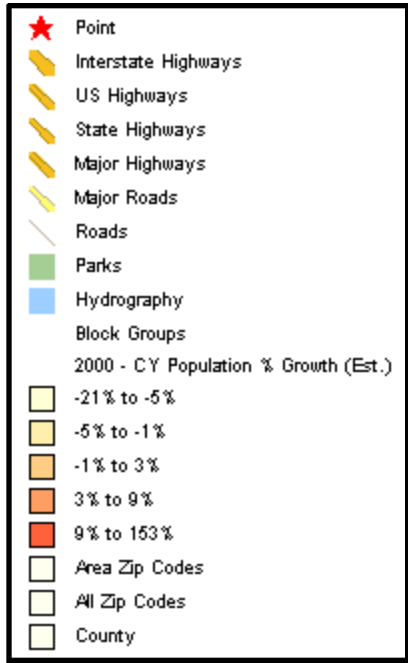 Point
Interstate Highways
US Highways
State Highways
Major Highways
Major Roads
Roads
Parks
Hydrography
Block Groups
2000 - CY Population % Growth (Est.)
-21% to -5%
-5% to -1%
-1% to 3%
3% to 9%
9% to 153%
Area Zip Codes
All Zip Codes
County